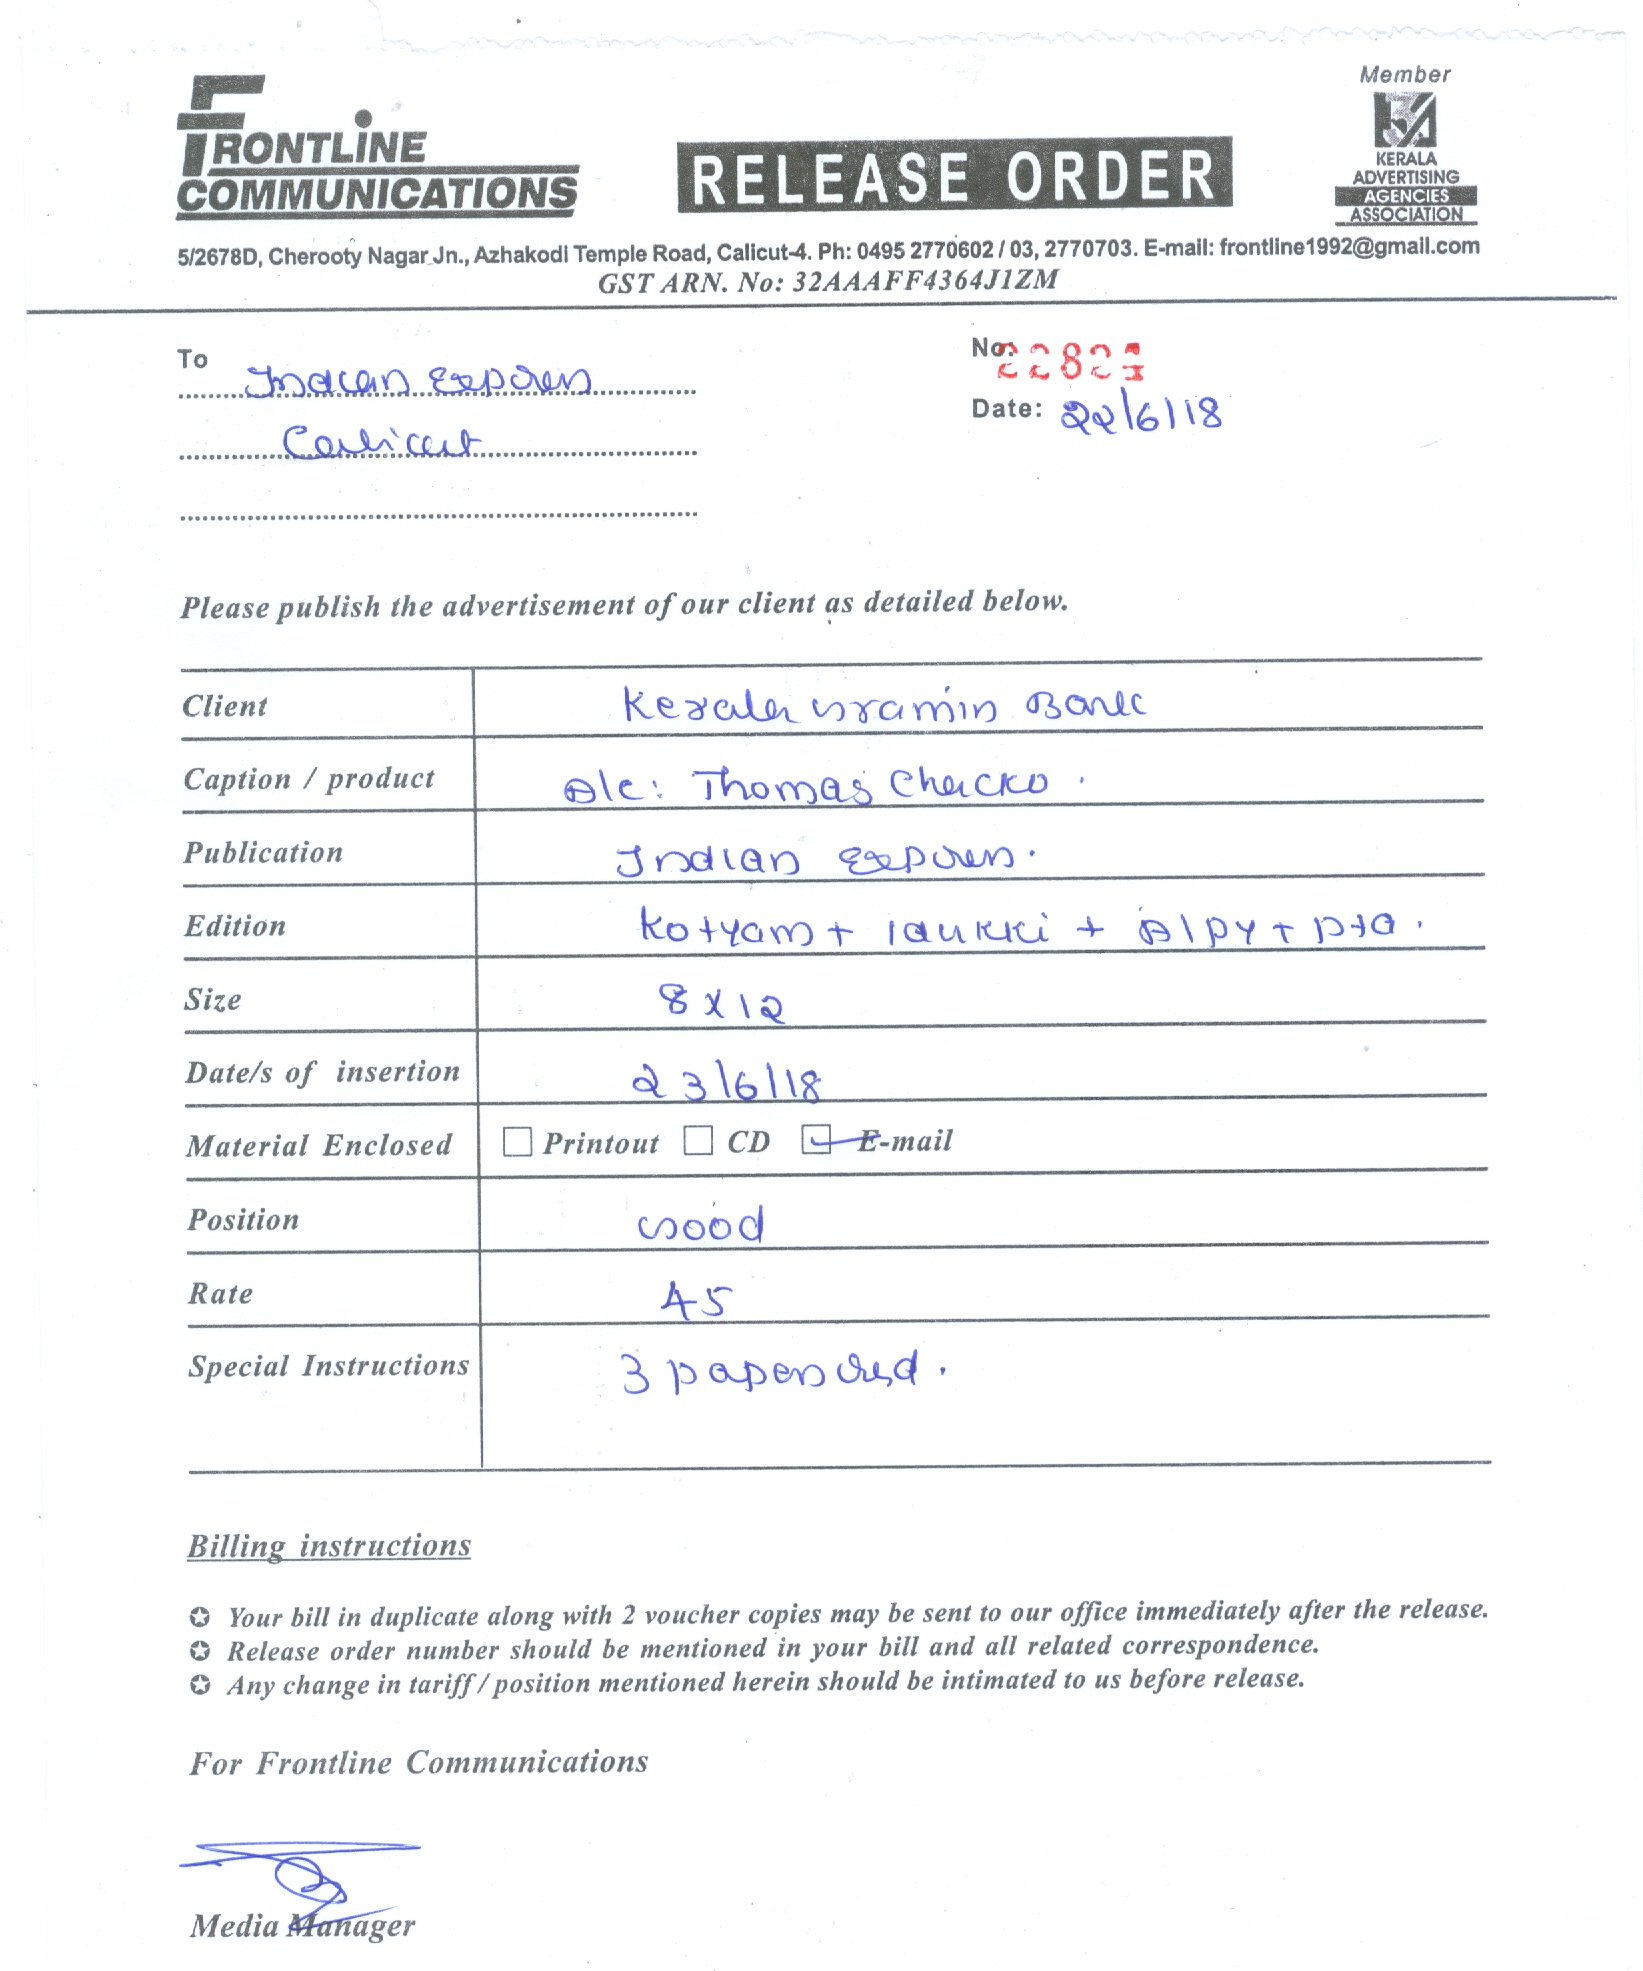 FRONTLINE
COMMUNICATIONS
RELEASE ORDER
Member
KERALA
ADVERTISING
AGENCIES
ASSOCIATION
5/2678D, Cherooty Nagar Jn., Azhakodi Temple Road, Calicut-4. Ph: 0495 2770602 / 03, 2770703. E-mail: frontline1992@gmail.com
GST ARN. No: 32AAAFF4364J1ZM
To Indian Express
Calicut
No:
Date: 22/6/18
Please publish the advertisement of our client as detailed below.
Client Kerala Gramin Bank
Caption / product A/c: Thomas Chacko.
Publication Indian Express.
Edition Kotyam + Idukki + Alpy + Pta.
Size 8 x 12
Date/s of insertion 23/6/18
Material Enclosed Printout CD E-mail
Position Good
Rate 45
Special Instructions 3 papers
Billing instructions
✪ Your bill in duplicate along with 2 voucher copies may be sent to our office immediately after the release.
✪ Release order number should be mentioned in your bill and all related correspondence.
✪ Any change in tariff / position mentioned herein should be intimated to us before release.
For Frontline Communications
Media Manager